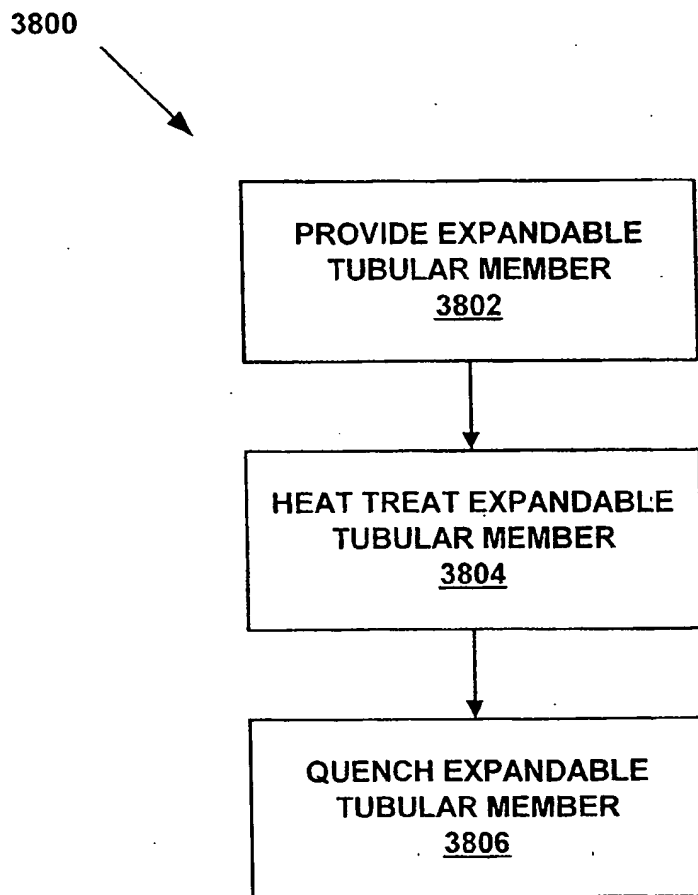 3800
PROVIDE EXPANDABLE
TUBULAR MEMBER
3802
HEAT TREAT EXPANDABLE
TUBULAR MEMBER
3804
QUENCH EXPANDABLE
TUBULAR MEMBER
3806